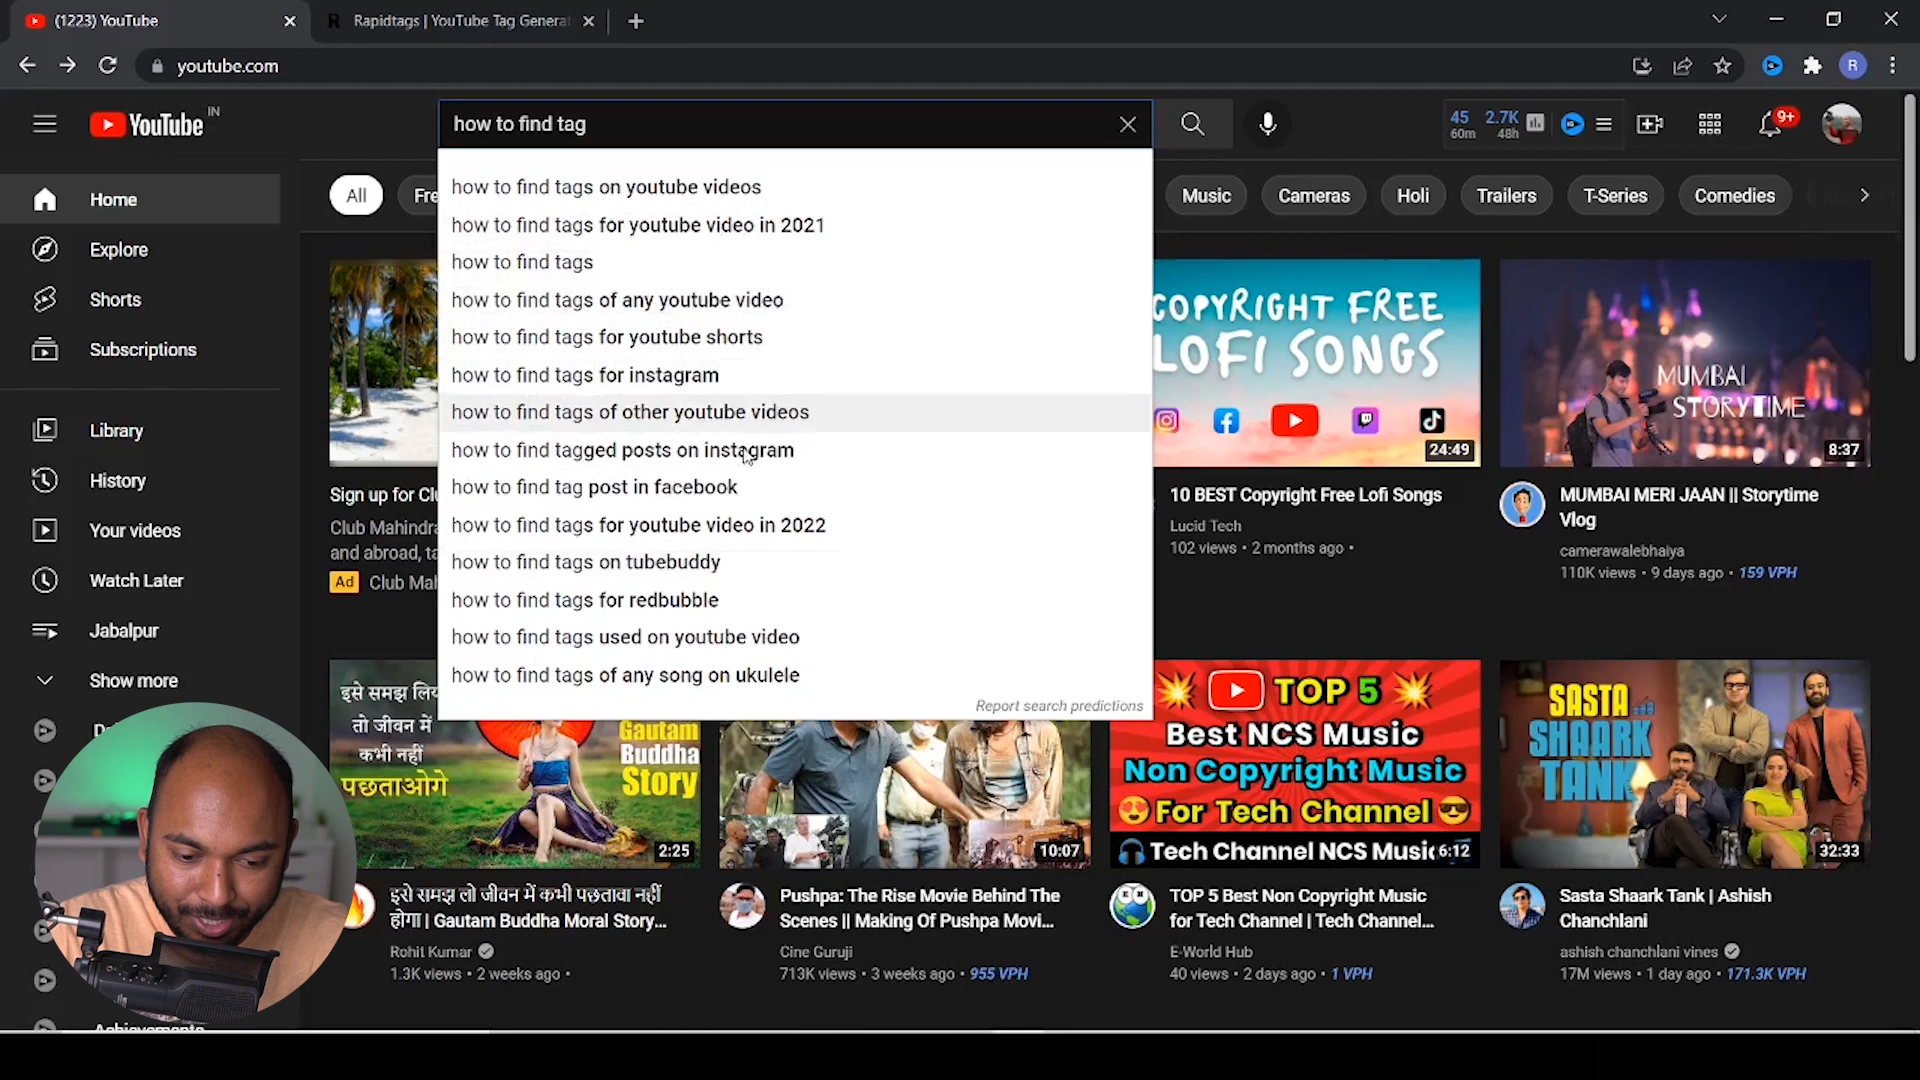 (1223) YouTube
Rapidtags | YouTube Tag Generat
youtube.com
R
YouTube IN
how to find tag
45 2.7K
60m 48h
9+
how to find tags on youtube videos
how to find tags for youtube video in 2021
how to find tags
how to find tags of any youtube video
how to find tags for youtube shorts
how to find tags for instagram
how to find tags of other youtube videos
how to find tagged posts on instagram
how to find tag post in facebook
how to find tags for youtube video in 2022
how to find tags on tubebuddy
how to find tags for redbubble
how to find tags used on youtube video
how to find tags of any song on ukulele
Report search predictions
Home
Explore
Shorts
Subscriptions
Library
History
Your videos
Watch Later
Jabalpur
Show more
All
Fre
Music
Cameras
Holi
Trailers
T-Series
Comedies
Sign up for Cl
Club Mahindra
and abroad, ta
Ad Club Mah
COPYRIGHT FREE
LOFI SONGS
24:49
10 BEST Copyright Free Lofi Songs
Lucid Tech
102 views • 2 months ago •
MUMBAI
STORYTIME
8:37
MUMBAI MERI JAAN || Storytime
Vlog
camerawalebhaiya
110K views • 9 days ago • 159 VPH
इसे समझ लिय
तो जीवन में
कभी नहीं
पछताओगे
Gautam
Buddha
Story
2:25
इसे समझ लो जीवन में कभी पछतावा नहीं
होगा | Gautam Buddha Moral Story...
Rohit Kumar
1.3K views • 2 weeks ago •
10:07
Pushpa: The Rise Movie Behind The
Scenes || Making Of Pushpa Movi...
Cine Guruji
713K views • 3 weeks ago • 955 VPH
TOP 5
Best NCS Music
Non Copyright Music
For Tech Channel
Tech Channel NCS Music
6:12
TOP 5 Best Non Copyright Music
for Tech Channel | Tech Channel...
E-World Hub
40 views • 2 days ago • 1 VPH
SASTA
SHAARK
TANK
32:33
Sasta Shaark Tank | Ashish
Chanchlani
ashish chanchlani vines
17M views • 1 day ago • 171.3K VPH